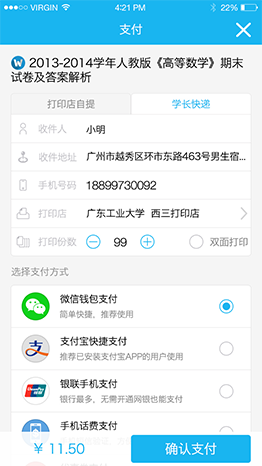 VIRGIN 4:21 PM 22%
支付
W 2013-2014学年人教版《高等数学》期末
试卷及答案解析
打印店自提 学长快递
收件人 小明
收件地址 广州市越秀区环市东路463号男生宿...
手机号码 18899730092
打印店 广东工业大学 西三打印店
打印份数 99 双面打印
选择支付方式
微信钱包支付
简单快捷，推荐使用
支付宝快捷支付
推荐已安装支付宝APP的用户使用
银联手机支付
银行最多，无需开通网银也能支付
手机话费支付
¥ 11.50 确认支付